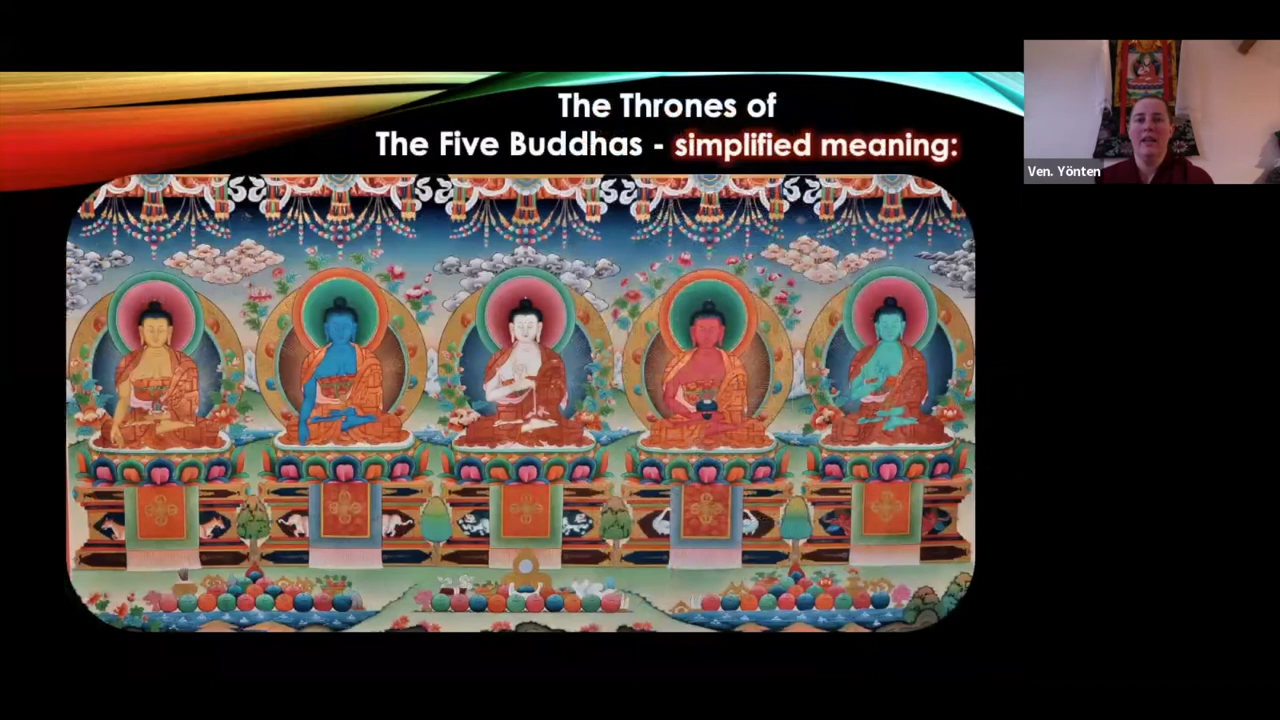 The Thrones of
The Five Buddhas - simplified meaning:
Ven. Yönten